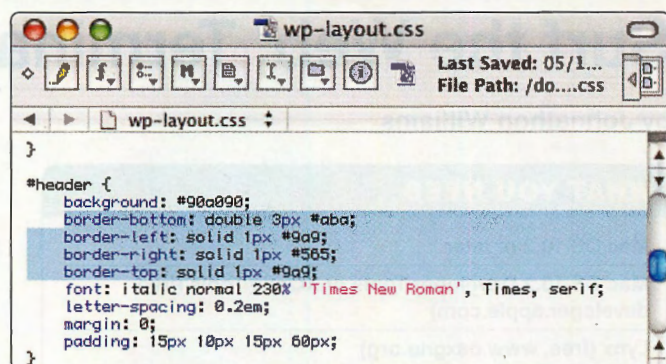 wp-layout.css
Last Saved: 05/1...
File Path: /do....css
wp-layout.css
}
#header {
background: #90a090;
border-bottom: double 3px #aba;
border-left: solid 1px #9a9;
border-right: solid 1px #565;
border-top: solid 1px #9a9;
font: italic normal 230% 'Times New Roman', Times, serif;
letter-spacing: 0.2em;
margin: 0;
padding: 15px 10px 15px 60px;
}